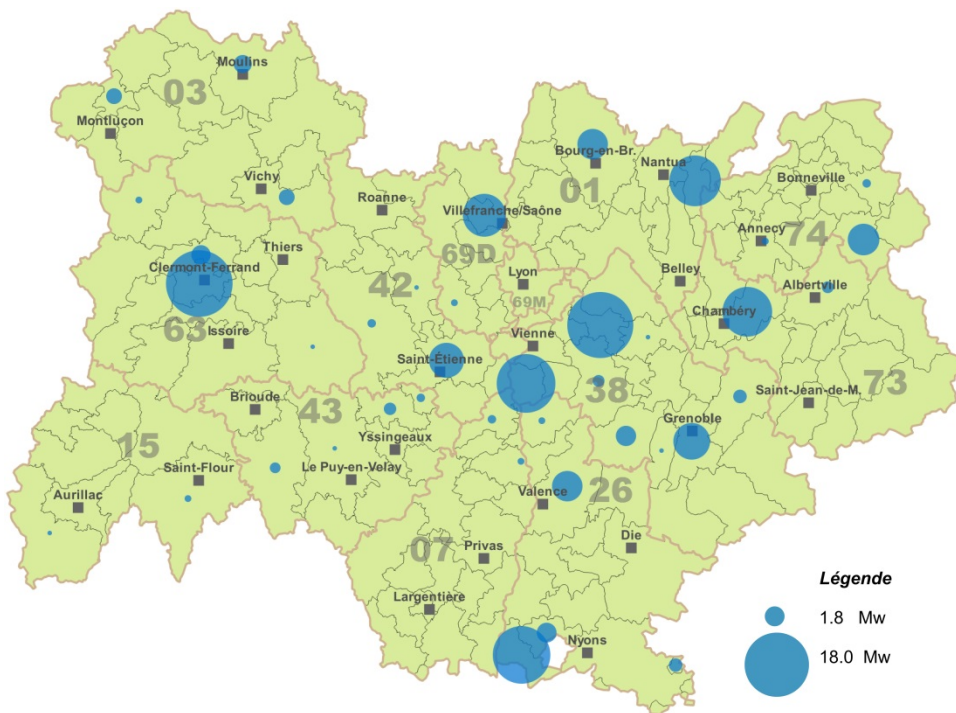 Moulins
03
Montluçon
Bourg-en-Br.
Nantua
Bonneville
Vichy
01
Roanne
Villefranche/Saône
Annecy
74
Thiers
69D
Clermont-Ferrand
42
Lyon
Belley
Albertville
69M
Chambéry
63
Issoire
Vienne
Saint-Étienne
38
Saint-Jean-de-M.
73
Brioude
43
Grenoble
15
Yssingeaux
Saint-Flour
Le Puy-en-Velay
26
Aurillac
Valence
07
Privas
Die
Largentière
Nyons
Légende
1.8 Mw
18.0 Mw